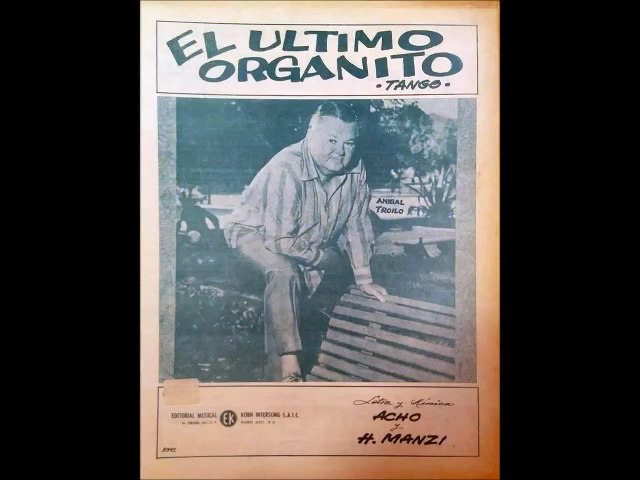 EL ULTIMO
ORGANITO
• TANGO •
ANIBAL
TROILO
Letra y Música
ACHO
y
H. MANZI
EDITORIAL MUSICAL EK KORN INTERSONG S.A.I.C.